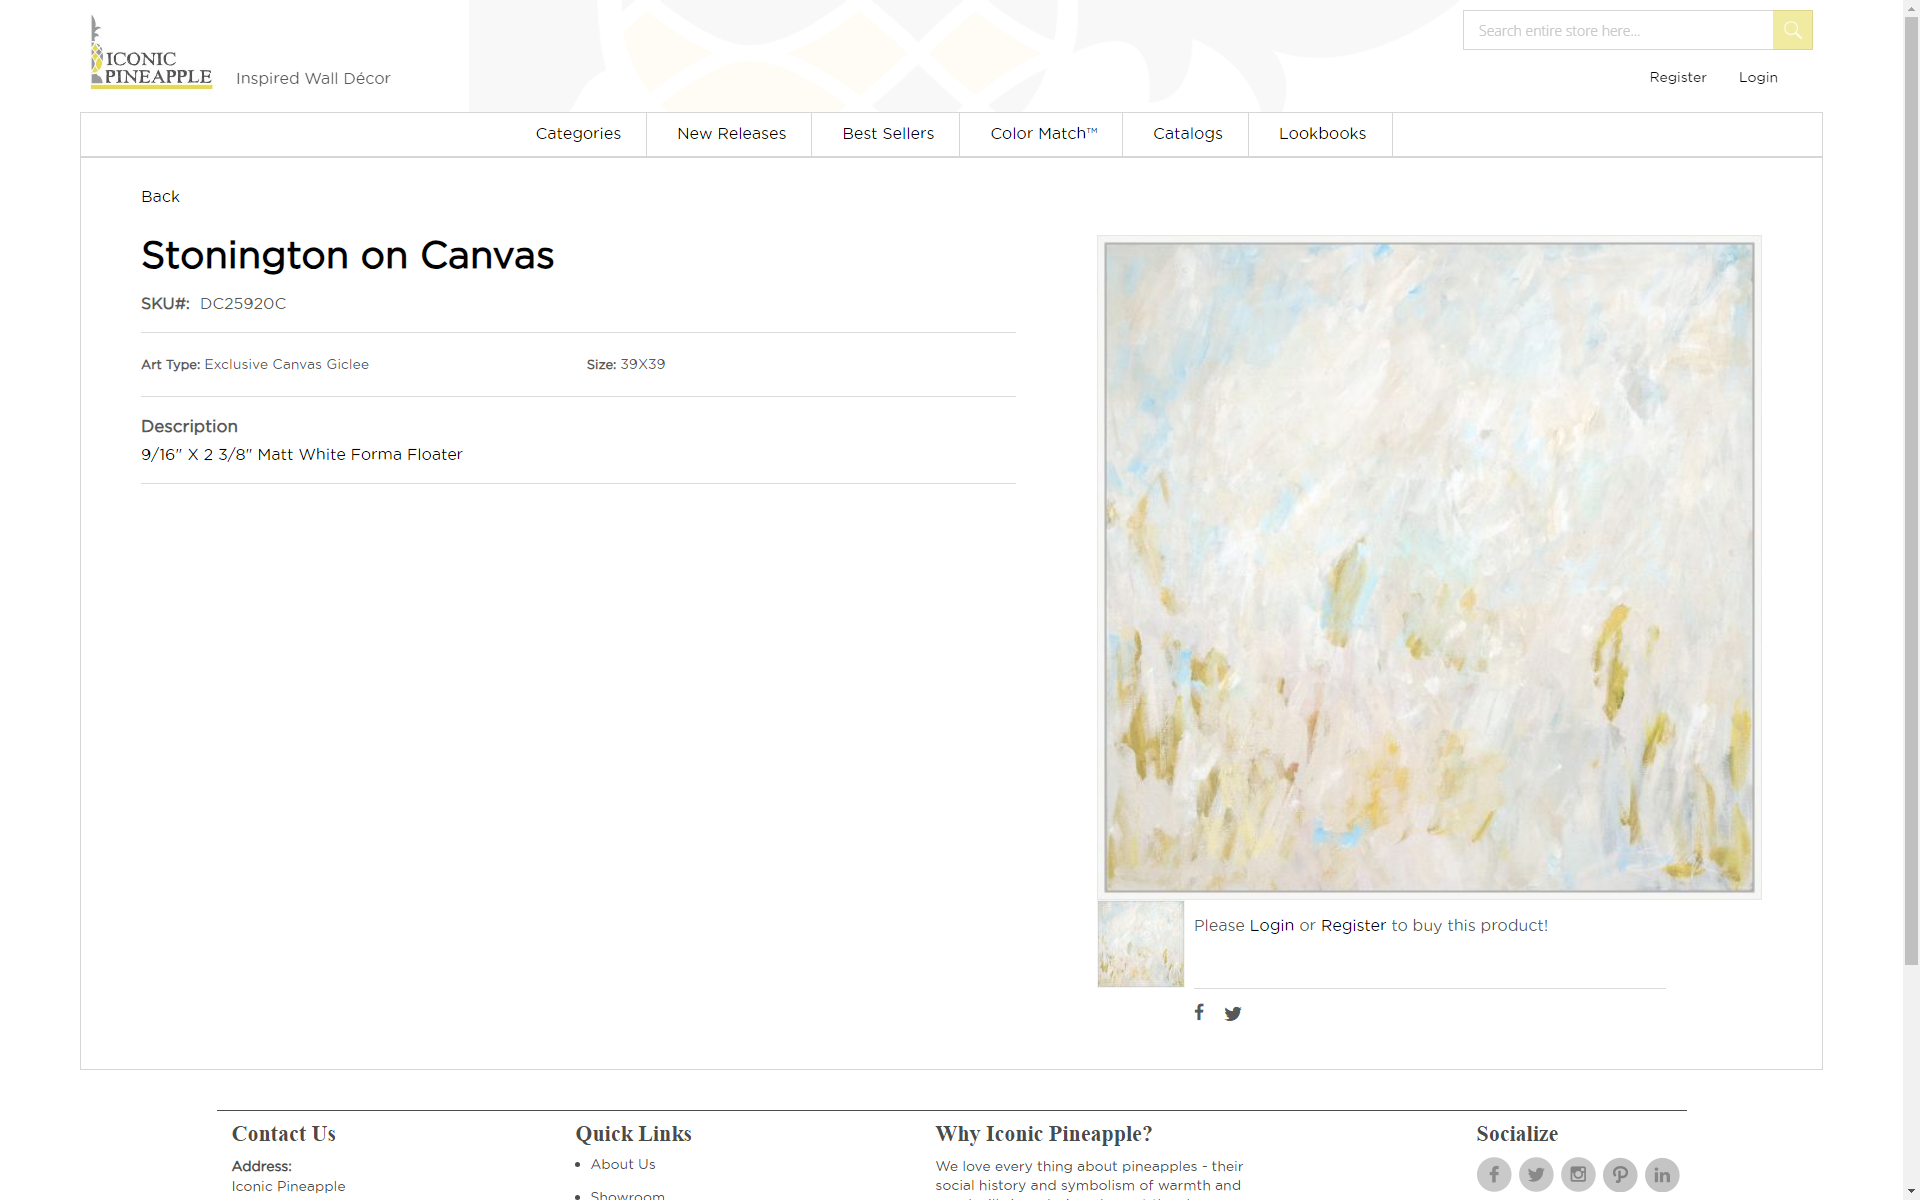 ICONIC
PINEAPPLE
Inspired Wall Décor
Search entire store here...
Register
Login
Categories
New Releases
Best Sellers
Color Match™
Catalogs
Lookbooks
Back
Stonington on Canvas
SKU#: DC25920C
Art Type: Exclusive Canvas Giclee
Size: 39X39
Description
9/16" X 2 3/8" Matt White Forma Floater
Please Login or Register to buy this product!
Contact Us
Address:
Iconic Pineapple
Quick Links
About Us
Showroom
Why Iconic Pineapple?
We love every thing about pineapples - their
social history and symbolism of warmth and
Socialize